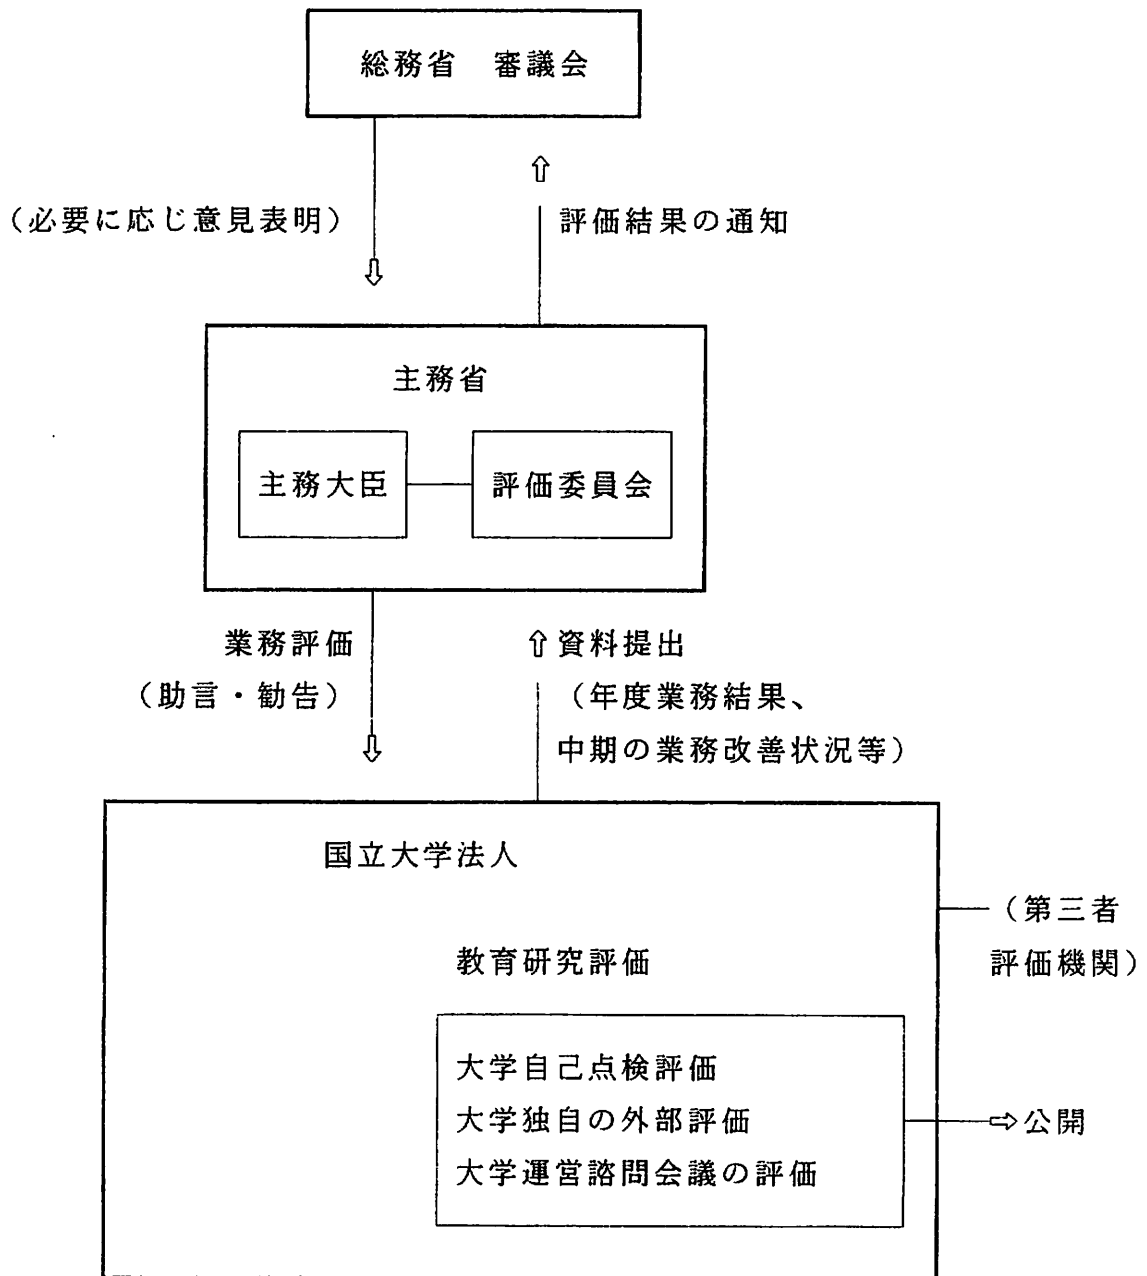 総務省 審議会
(必要に応じ意見表明)
評価結果の通知
主務省
主務大臣
評価委員会
業務評価
(助言・勧告)
資料提出
(年度業務結果、
中期の業務改善状況等)
国立大学法人
(第三者
評価機関)
教育研究評価
大学自己点検評価
大学独自の外部評価
大学運営諮問会議の評価
公開